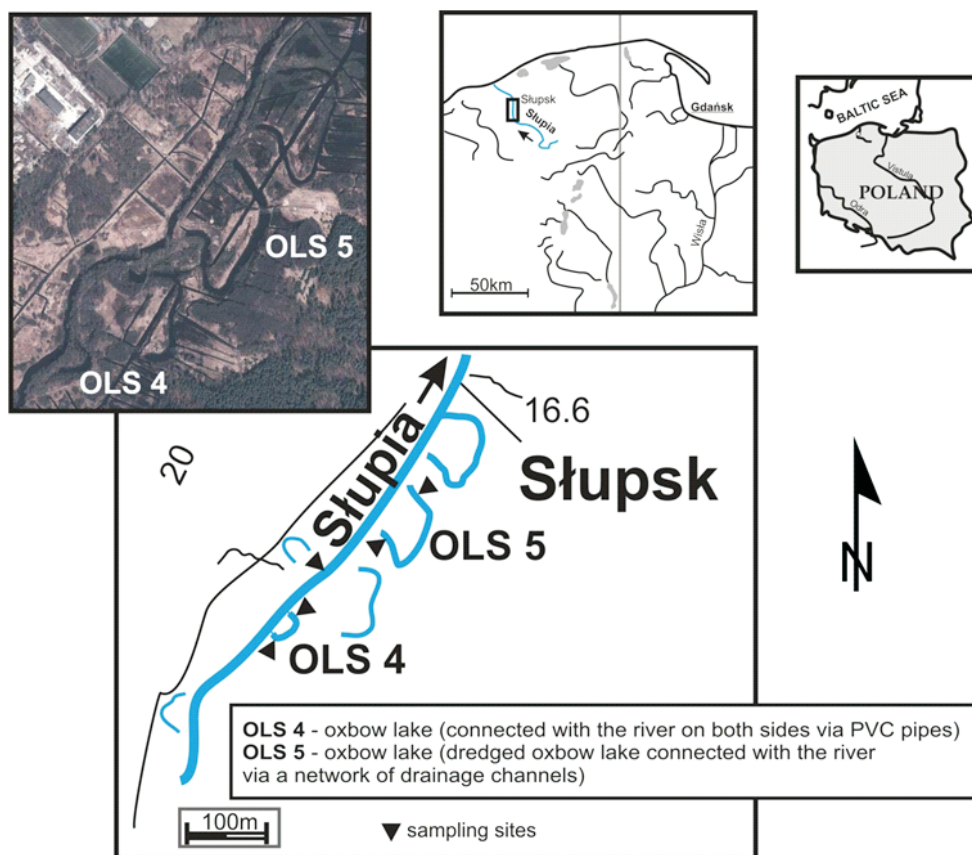 OLS 5
OLS 4
Słupsk
Słupia
Gdańsk
Wisła
50km
BALTIC SEA
Vistula
POLAND
Odra
20
Słupia
16.6
Słupsk
OLS 5
OLS 4
N
OLS 4 - oxbow lake (connected with the river on both sides via PVC pipes)
OLS 5 - oxbow lake (dredged oxbow lake connected with the river
via a network of drainage channels)
100m
sampling sites